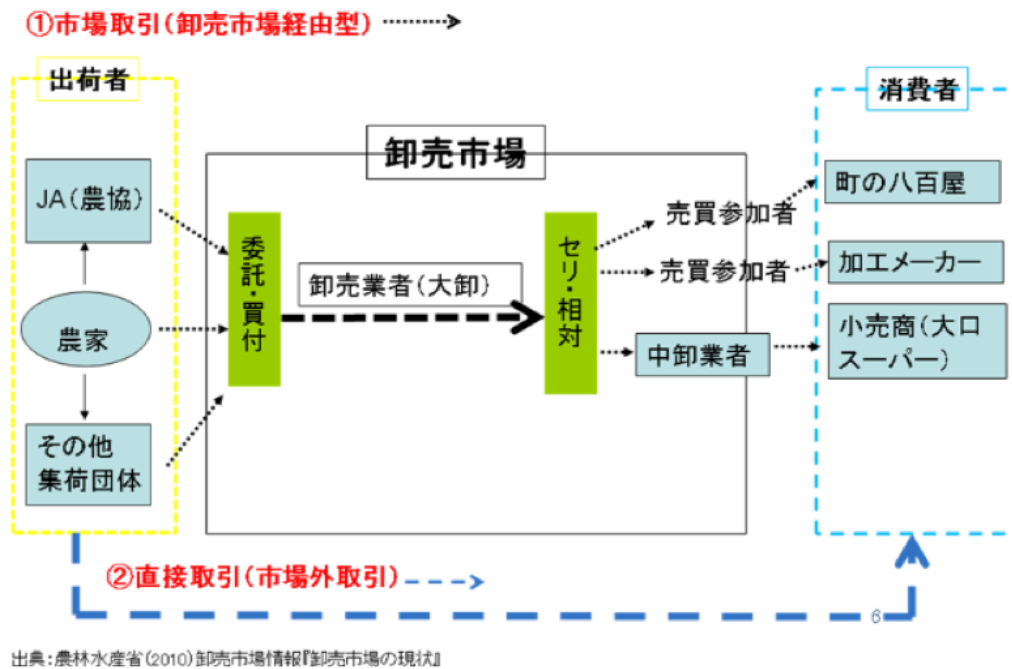 ①市場取引(卸売市場経由型)
出荷者
消費者
卸売市場
JA(農協)
農家
その他
集荷団体
委託・買付
卸売業者(大卸)
セリ・相対
売買参加者
売買参加者
中卸業者
町の八百屋
加工メーカー
小売商(大口
スーパー)
②直接取引(市場外取引)
6
出典:農林水産省(2010)卸売市場情報『卸売市場の現状』